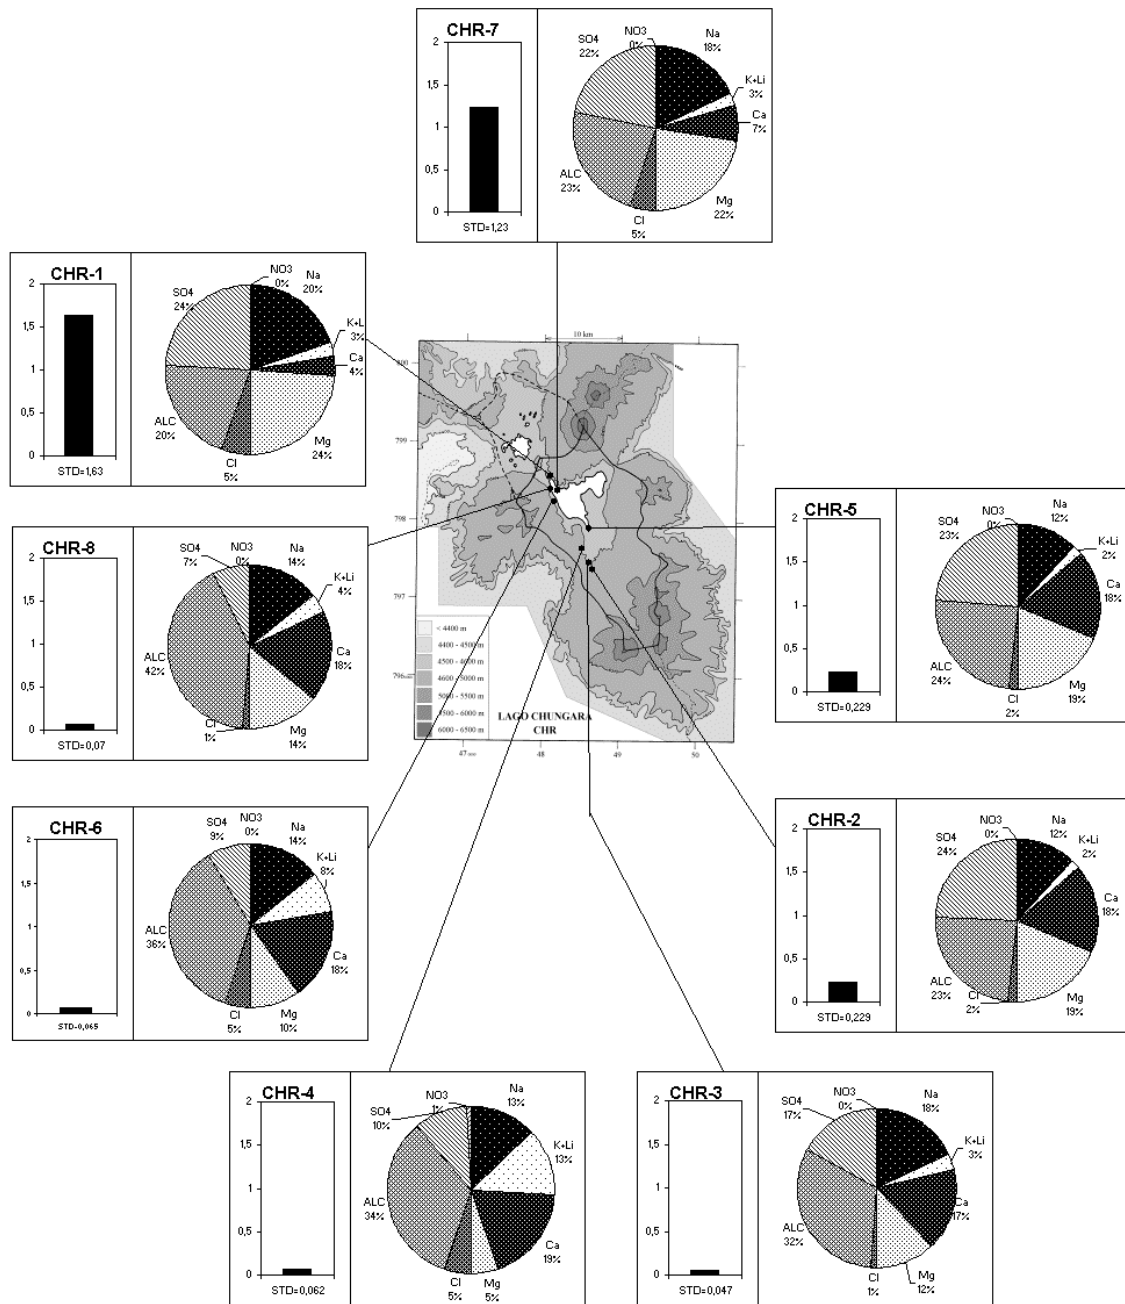 CHR-7
2
1,5
1
0,5
0
STD=1,23
NO3
0%
Na
18%
K+Li
3%
Ca
7%
Mg
22%
Cl
5%
ALC
23%
SO4
22%
CHR-1
2
1,5
1
0,5
0
STD=1,63
NO3
0%
Na
20%
K+L
3%
Ca
4%
Mg
24%
Cl
5%
ALC
20%
SO4
24%
10 km
799
798
797
796
47
48
49
50
< 4400 m
4400 - 4500 m
4500 - 4600 m
4600 - 5000 m
5000 - 5500 m
5500 - 6000 m
6000 - 6500 m
LAGO CHUNGARA
CHR
CHR-8
2
1,5
1
0,5
0
STD=0,07
NO3
0%
Na
14%
K+Li
4%
Ca
18%
Mg
14%
Cl
1%
ALC
42%
SO4
7%
CHR-5
2
1,5
1
0,5
0
STD=0,229
NO3
0%
Na
12%
K+Li
2%
Ca
18%
Mg
19%
Cl
2%
ALC
24%
SO4
23%
CHR-6
2
1,5
1
0,5
0
STD=0,065
NO3
0%
Na
14%
K+Li
8%
Ca
18%
Mg
10%
Cl
5%
ALC
36%
SO4
9%
CHR-2
2
1,5
1
0,5
0
STD=0,229
NO3
0%
Na
12%
K+Li
2%
Ca
18%
Mg
19%
Cl
2%
ALC
23%
SO4
24%
CHR-4
2
1,5
1
0,5
0
STD=0,062
NO3
1%
Na
13%
K+Li
13%
Ca
19%
Mg
5%
Cl
5%
ALC
34%
SO4
10%
CHR-3
2
1,5
1
0,5
0
STD=0,047
NO3
0%
Na
18%
K+Li
3%
Ca
17%
Mg
12%
Cl
1%
ALC
32%
SO4
17%